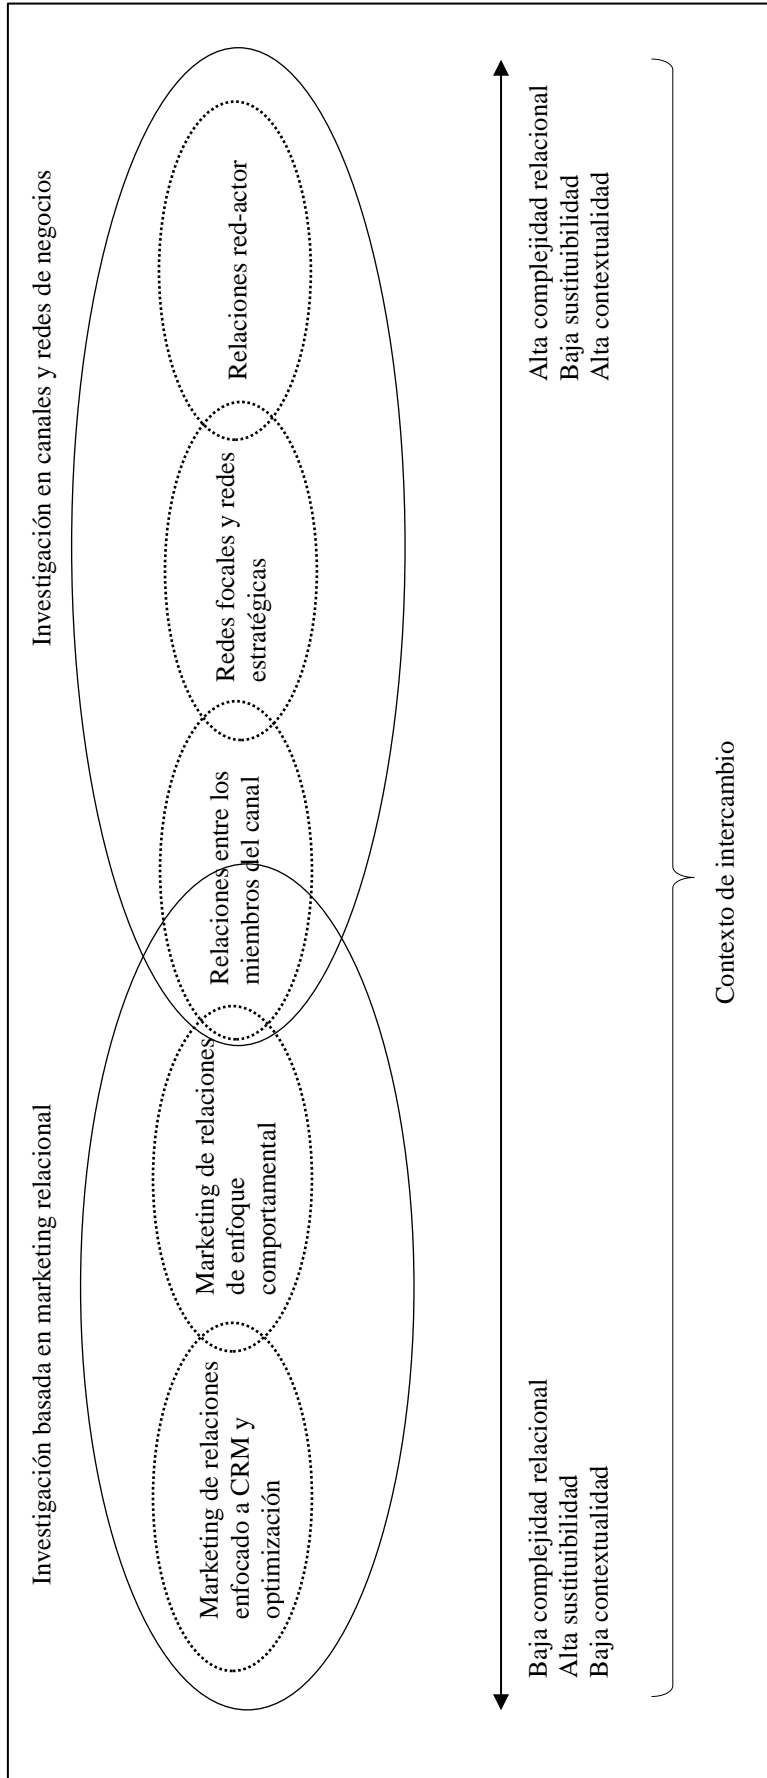 Investigación basada en marketing relacional
Investigación en canales y redes de negocios
Marketing de relaciones
enfocado a CRM y
optimización
Marketing de relaciones
de enfoque
comportamental
Relaciones entre los
miembros del canal
Redes focales y redes
estratégicas
Relaciones red-actor
Baja complejidad relacional
Alta sustituibilidad
Baja contextualidad
Alta complejidad relacional
Baja sustituibilidad
Alta contextualidad
Contexto de intercambio